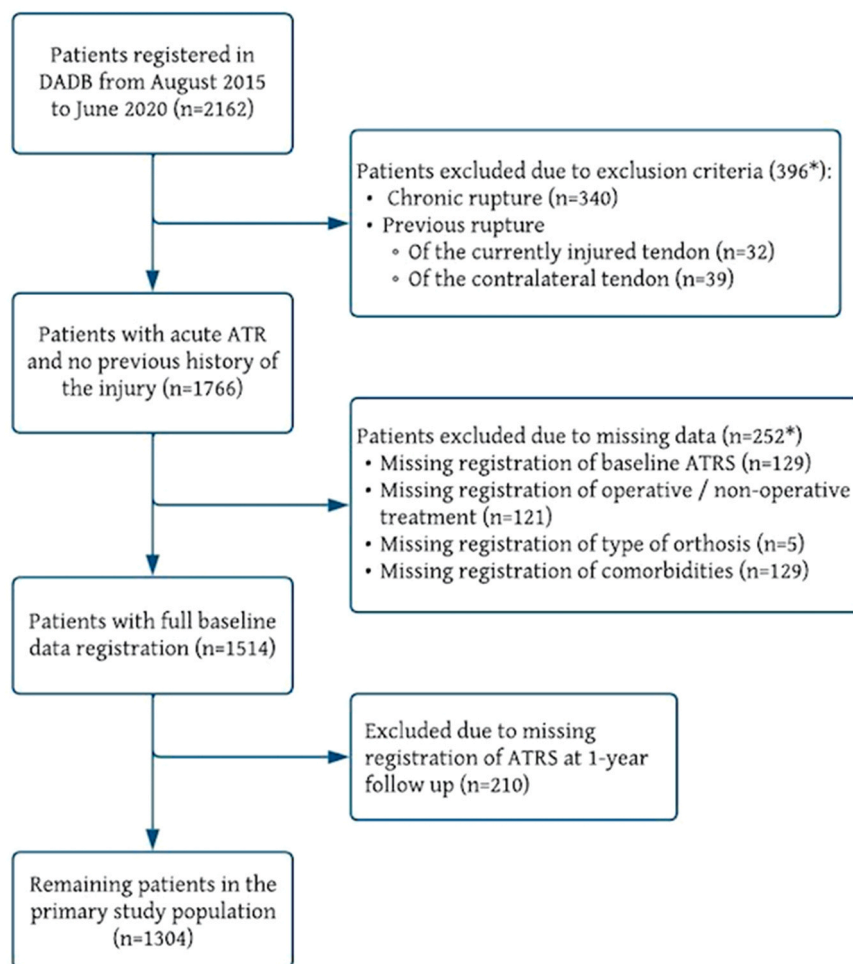 Patients registered in
DADB from August 2015
to June 2020 (n=2162)
Patients excluded due to exclusion criteria (396*):
• Chronic rupture (n=340)
• Previous rupture
◦ Of the currently injured tendon (n=32)
◦ Of the contralateral tendon (n=39)
Patients with acute ATR
and no previous history of
the injury (n=1766)
Patients excluded due to missing data (n=252*)
• Missing registration of baseline ATRS (n=129)
• Missing registration of operative / non-operative
treatment (n=121)
• Missing registration of type of orthosis (n=5)
• Missing registration of comorbidities (n=129)
Patients with full baseline
data registration (n=1514)
Excluded due to missing
registration of ATRS at 1-year
follow up (n=210)
Remaining patients in the
primary study population
(n=1304)